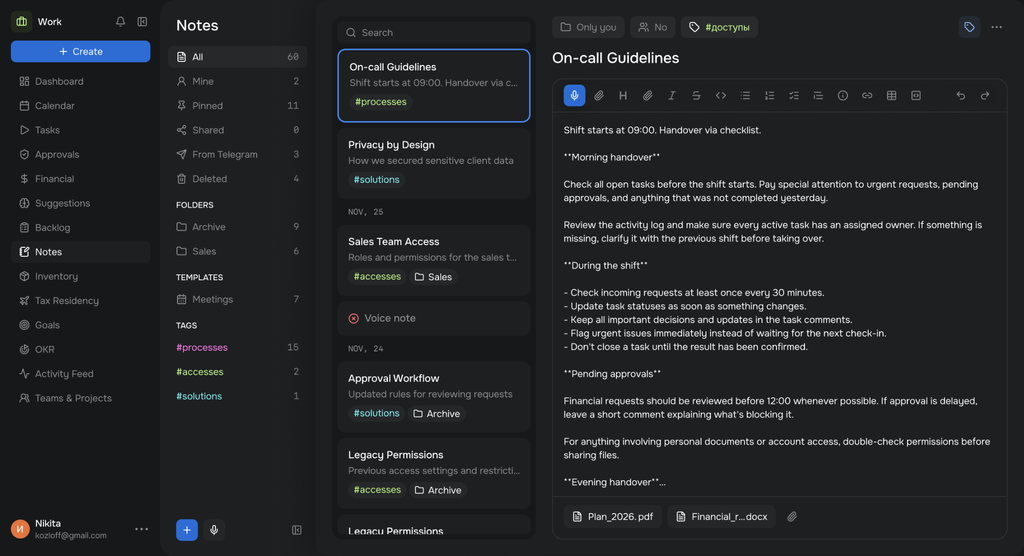 Work
+ Create
Dashboard
Calendar
Tasks
Approvals
Financial
Suggestions
Backlog
Notes
Inventory
Tax Residency
Goals
OKR
Activity Feed
Teams & Projects
И
Nikita
kozloff@gmail.com
Notes
All 60
Mine 2
Pinned 11
Shared 0
From Telegram 3
Deleted 4
FOLDERS
Archive 9
Sales 6
TEMPLATES
Meetings 7
TAGS
#processes 15
#accesses 2
#solutions 1
Search
On-call Guidelines
Shift starts at 09:00. Handover via c...
#processes
Privacy by Design
How we secured sensitive client data
#solutions
NOV, 25
Sales Team Access
Roles and permissions for the sales t...
#accesses Sales
Voice note
NOV, 24
Approval Workflow
Updated rules for reviewing requests
#solutions Archive
Legacy Permissions
Previous access settings and restricti...
#accesses Archive
Legacy Permissions
Only you No #доступы
On-call Guidelines
Shift starts at 09:00. Handover via checklist.
**Morning handover**
Check all open tasks before the shift starts. Pay special attention to urgent requests, pending
approvals, and anything that was not completed yesterday.
Review the activity log and make sure every active task has an assigned owner. If something is
missing, clarify it with the previous shift before taking over.
**During the shift**
- Check incoming requests at least once every 30 minutes.
- Update task statuses as soon as something changes.
- Keep all important decisions and updates in the task comments.
- Flag urgent issues immediately instead of waiting for the next check-in.
- Don't close a task until the result has been confirmed.
**Pending approvals**
Financial requests should be reviewed before 12:00 whenever possible. If approval is delayed,
leave a short comment explaining what's blocking it.
For anything involving personal documents or account access, double-check permissions before
sharing files.
**Evening handover**...
Plan_2026.pdf Financial_r...docx